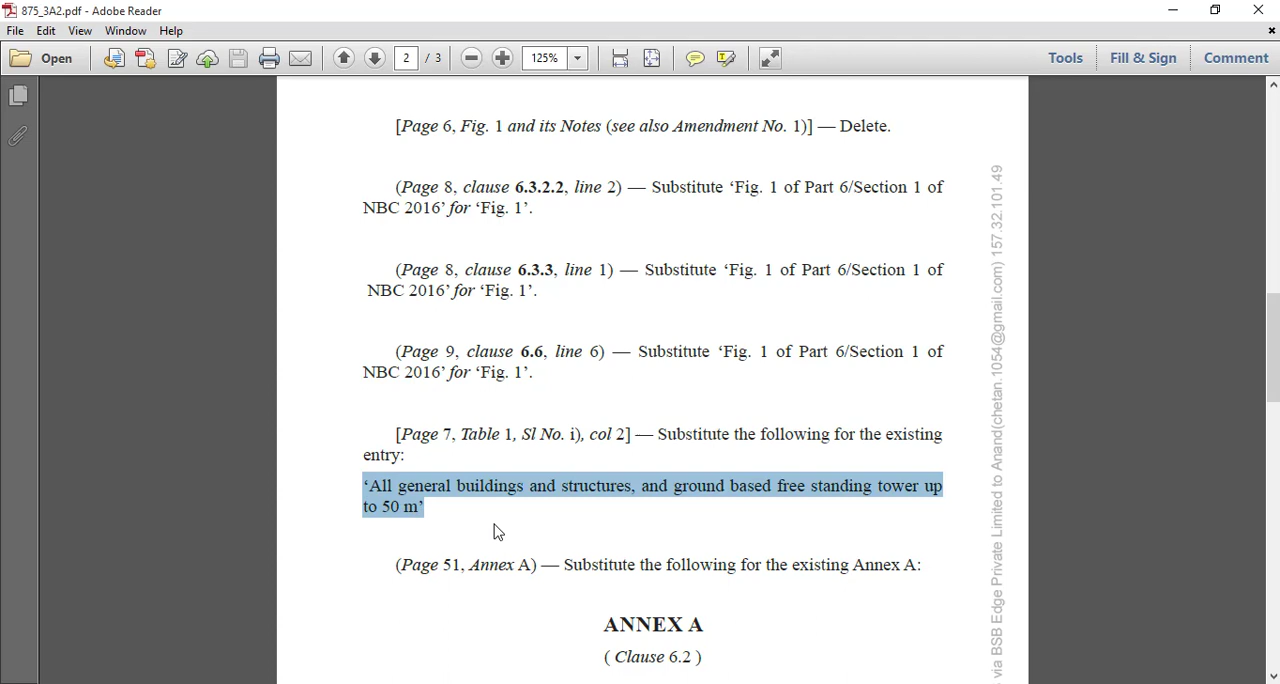 875_3A2.pdf - Adobe Reader
File Edit View Window Help
Open 2 / 3 125% Tools Fill & Sign Comment
[Page 6, Fig. 1 and its Notes (see also Amendment No. 1)] — Delete.
(Page 8, clause 6.3.2.2, line 2) — Substitute ‘Fig. 1 of Part 6/Section 1 of
NBC 2016’ for ‘Fig. 1’.
(Page 8, clause 6.3.3, line 1) — Substitute ‘Fig. 1 of Part 6/Section 1 of
NBC 2016’ for ‘Fig. 1’.
(Page 9, clause 6.6, line 6) — Substitute ‘Fig. 1 of Part 6/Section 1 of
NBC 2016’ for ‘Fig. 1’.
[Page 7, Table 1, Sl No. i), col 2] — Substitute the following for the existing
entry:
‘All general buildings and structures, and ground based free standing tower up
to 50 m’
(Page 51, Annex A) — Substitute the following for the existing Annex A:
ANNEX A
( Clause 6.2 )
via BSB Edge Private Limited to Anand(chetan.1054@gmail.com) 157.32.101.49